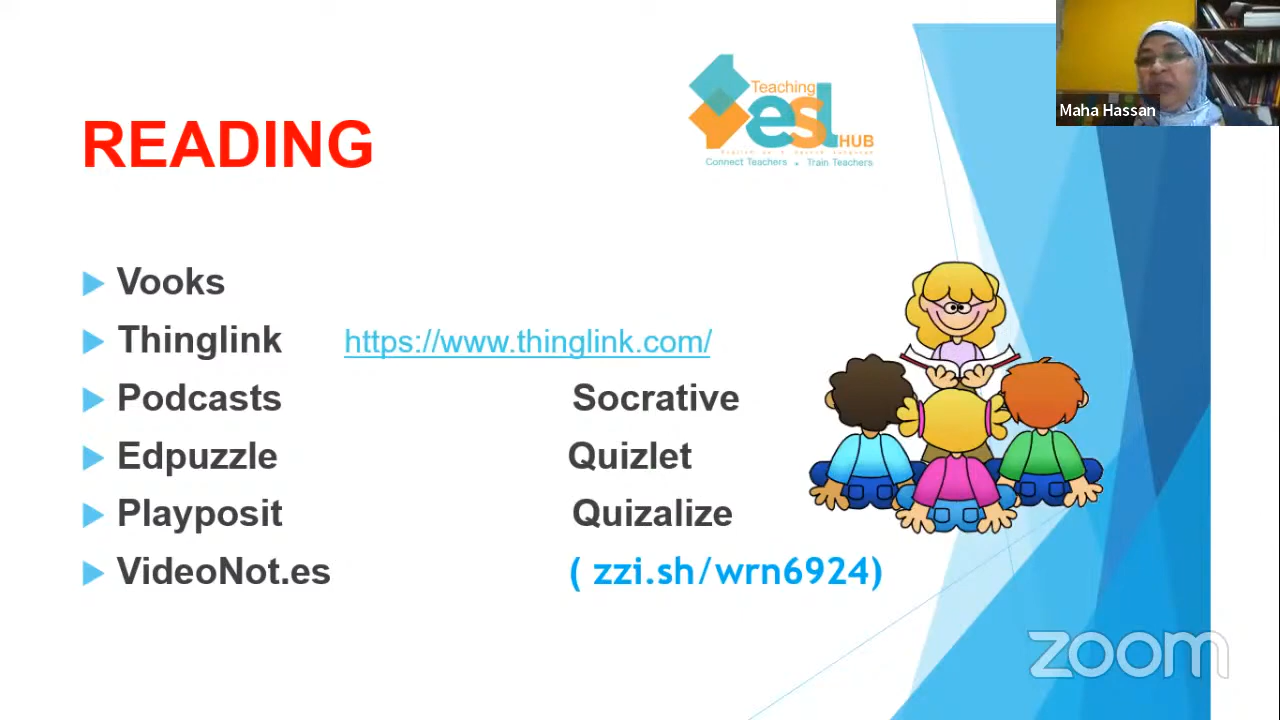 Maha Hassan
Teaching
esl
HUB
Connect Teachers • Train Teachers
READING
Vooks
Thinglink https://www.thinglink.com/
Podcasts Socrative
Edpuzzle Quizlet
Playposit Quizalize
VideoNot.es ( zzi.sh/wrn6924)
zoom